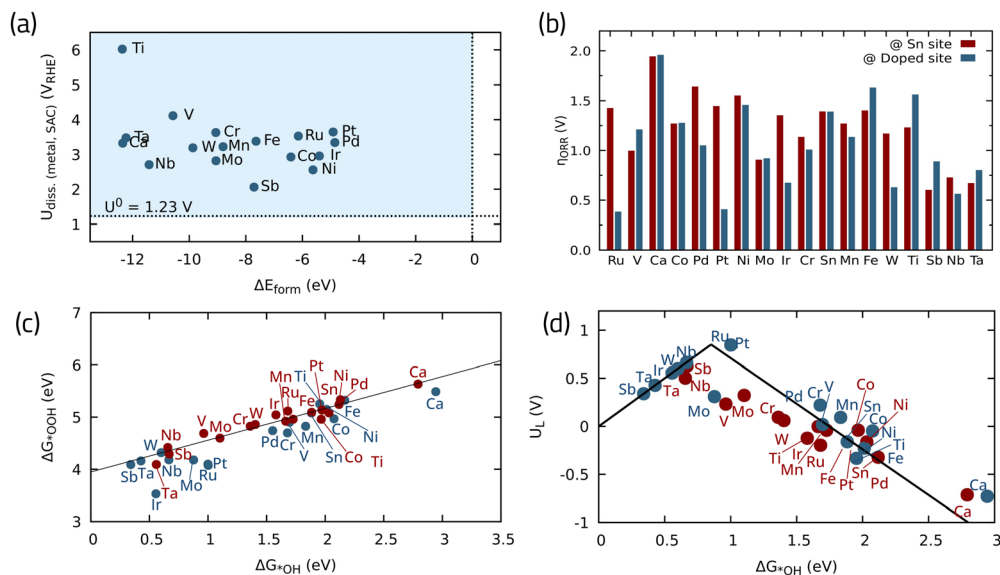 (a)
U_diss. (metal, SAC) (V_RHE)
6
5
4
3
2
1
Ti
V
Ta
Ca
Nb
W
Cr
Mn
Mo
Fe
Sb
Ru
Co
Pt
Pd
Ir
Ni
U⁰ = 1.23 V
-12 -10 -8 -6 -4 -2 0
ΔE_form (eV)
(b)
η_ORR (V)
2.0
1.5
1.0
0.5
0.0
@ Sn site
@ Doped site
Ru V Ca Co Pd Pt Ni Mo Ir Cr Sn Mn Fe W Ti Sb Nb Ta
(c)
ΔG_*OOH (eV)
7
6
5
4
3
Mn Pt Ni
Ti Sn Pd
Ir Ru
Ca
Ca
V Cr W
Nb Mo
W Sb
Fe
Pd Cr Mn Co Ni
V Sn Co Ti
Sb Ta Nb Ru Pt
Mo
Ta
Ir
0 0.5 1 1.5 2 2.5 3
ΔG_*OH (eV)
(d)
U_L (V)
1
0.5
0
-0.5
-1
Ru Pt
W Nb
Ta Ir Sb
Sb Ta Nb
Mo V Mo
Pd Cr V Co
Cr Mn Sn Ni
W Co
Ti Ir Ni
Mn Ru Ti
Fe Pt Sn Pd Fe
Ca
Ca
0 0.5 1 1.5 2 2.5 3
ΔG_*OH (eV)